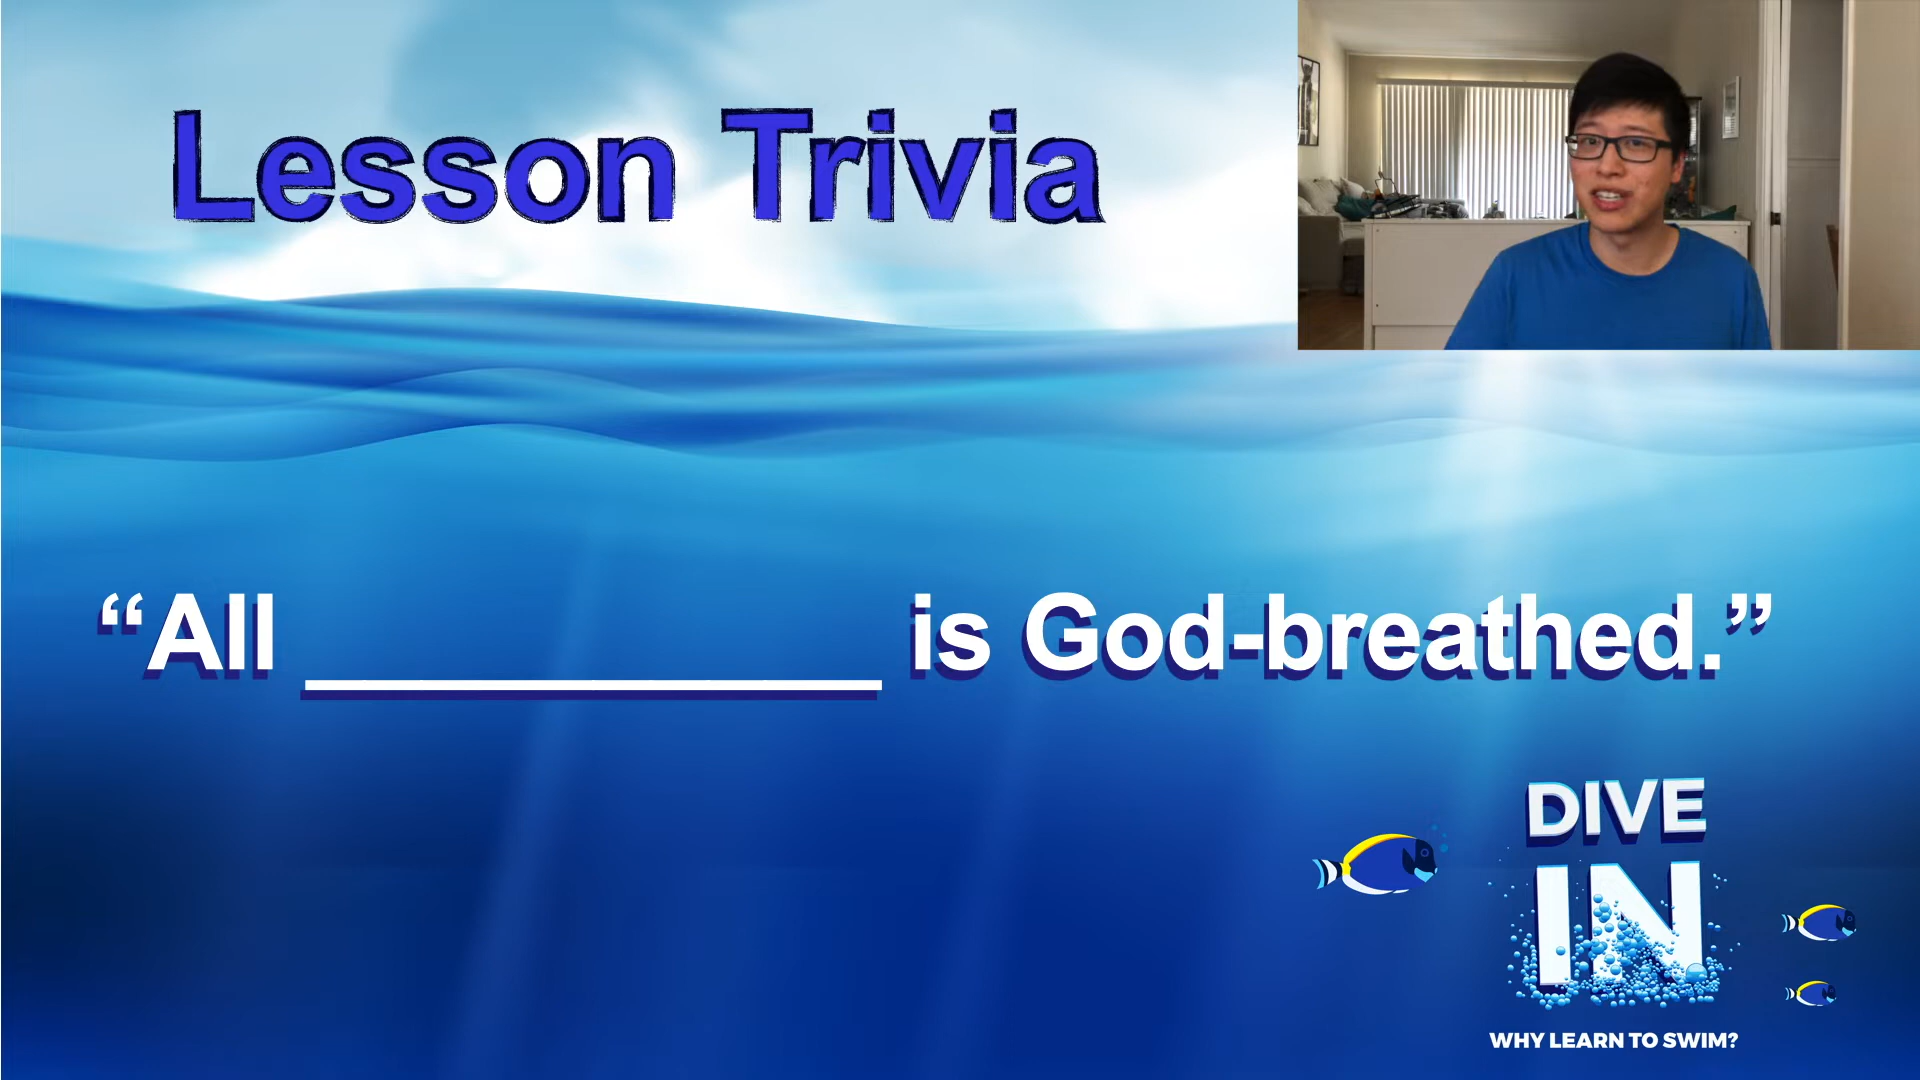 Lesson Trivia
“All __________ is God-breathed.”
DIVE
IN
WHY LEARN TO SWIM?